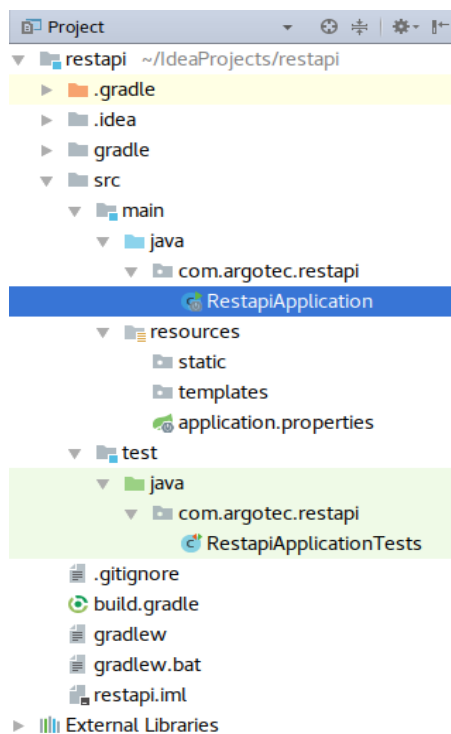 Project
restapi ~/IdeaProjects/restapi
.gradle
.idea
gradle
src
main
java
com.argotec.restapi
RestapiApplication
resources
static
templates
application.properties
test
java
com.argotec.restapi
RestapiApplicationTests
.gitignore
build.gradle
gradlew
gradlew.bat
restapi.iml
External Libraries